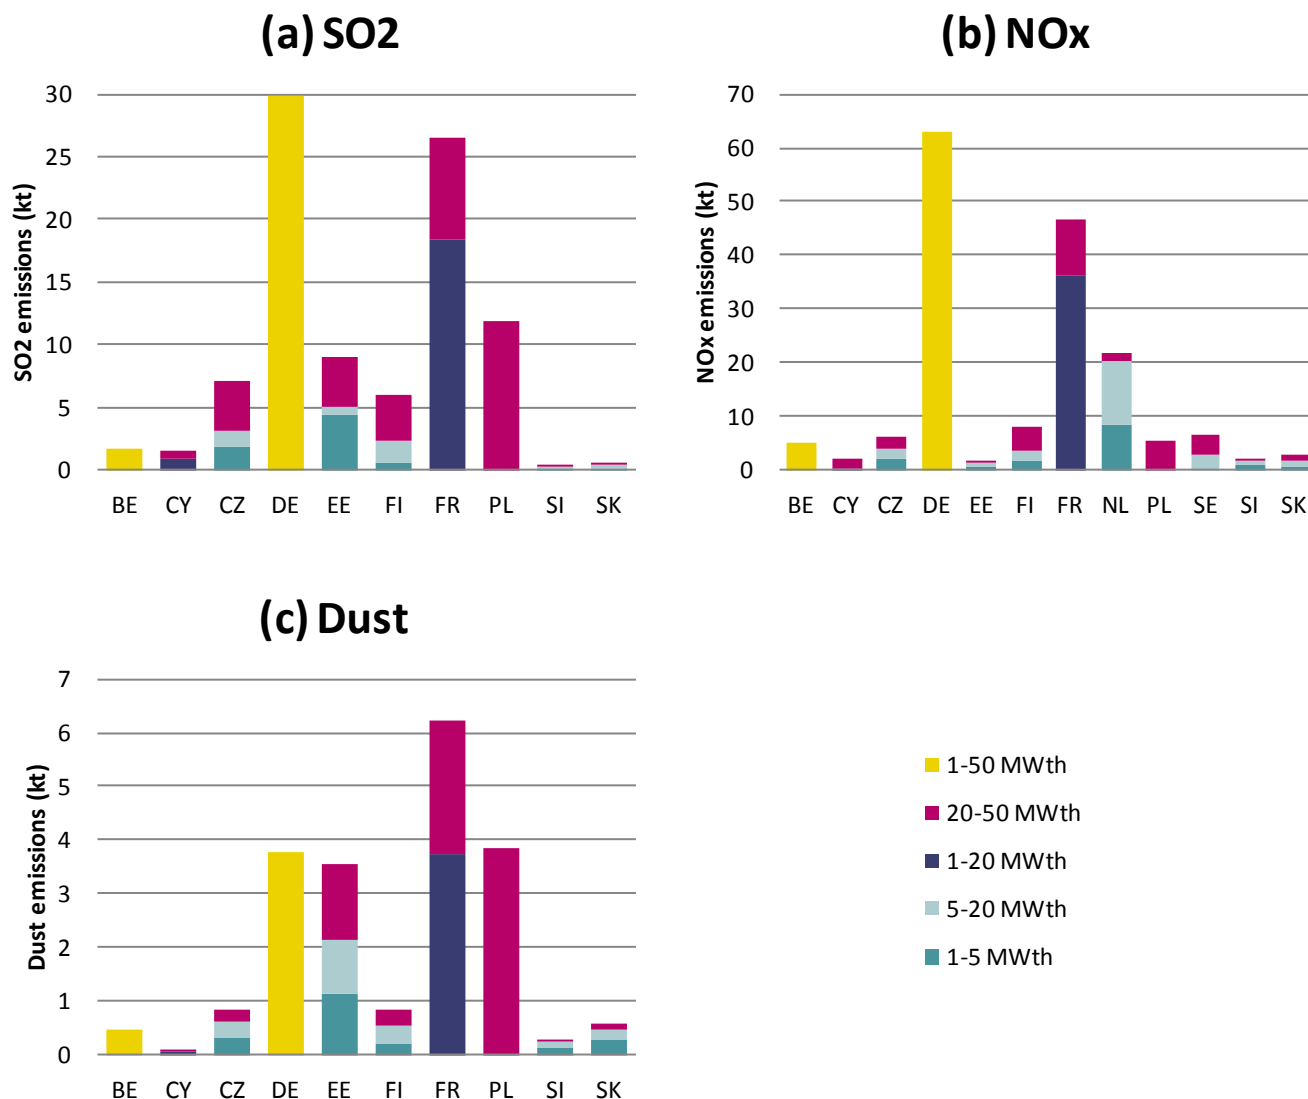 (a) SO2
SO2 emissions (kt)
30
25
20
15
10
5
0
BE CY CZ DE EE FI FR PL SI SK
(b) NOx
NOx emissions (kt)
70
60
50
40
30
20
10
0
BE CY CZ DE EE FI FR NL PL SE SI SK
(c) Dust
Dust emissions (kt)
7
6
5
4
3
2
1
0
BE CY CZ DE EE FI FR PL SI SK
1-50 MWth
20-50 MWth
1-20 MWth
5-20 MWth
1-5 MWth